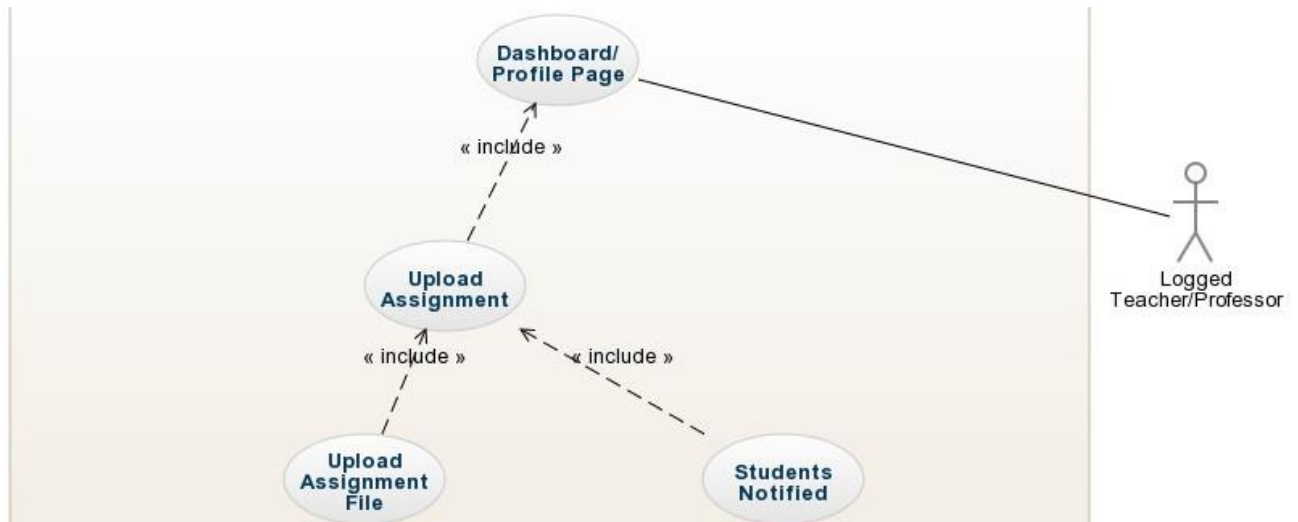 Dashboard/
Profile Page
« include »
Logged
Teacher/Professor
Upload
Assignment
« include »
« include »
Upload
Assignment
File
Students
Notified